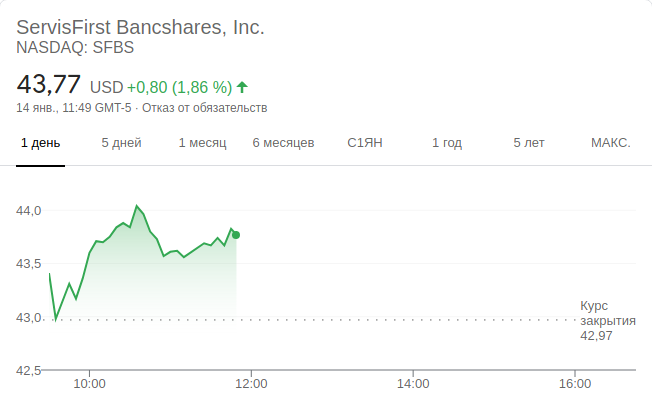 ServisFirst Bancshares, Inc.
NASDAQ: SFBS
43,77 USD +0,80 (1,86 %)
14 янв., 11:49 GMT-5 · Отказ от обязательств
1 день 5 дней 1 месяц 6 месяцев С1ЯН 1 год 5 лет МАКС.
44,0
43,5
43,0
Курс
закрытия
42,97
42,5
10:00 12:00 14:00 16:00